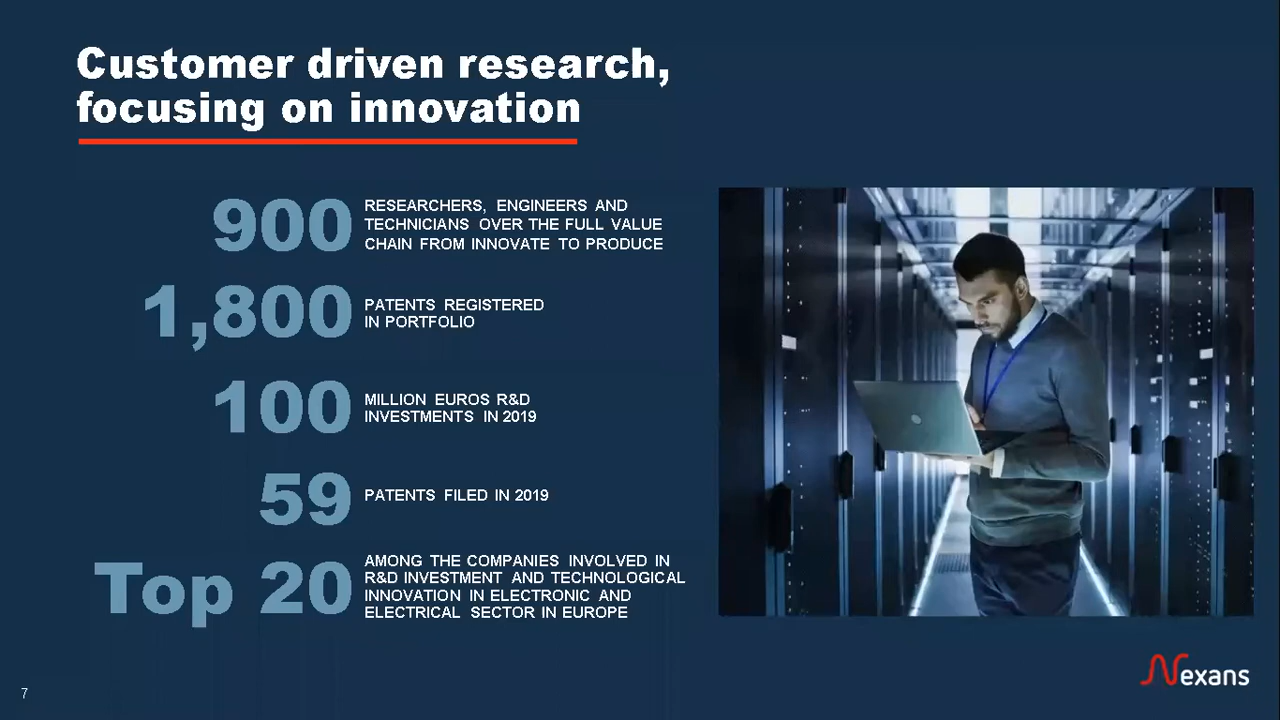 Customer driven research,
focusing on innovation
900
RESEARCHERS, ENGINEERS AND
TECHNICIANS OVER THE FULL VALUE
CHAIN FROM INNOVATE TO PRODUCE
1,800
PATENTS REGISTERED
IN PORTFOLIO
100
MILLION EUROS R&D
INVESTMENTS IN 2019
59
PATENTS FILED IN 2019
Top 20
AMONG THE COMPANIES INVOLVED IN
R&D INVESTMENT AND TECHNOLOGICAL
INNOVATION IN ELECTRONIC AND
ELECTRICAL SECTOR IN EUROPE
7
Nexans